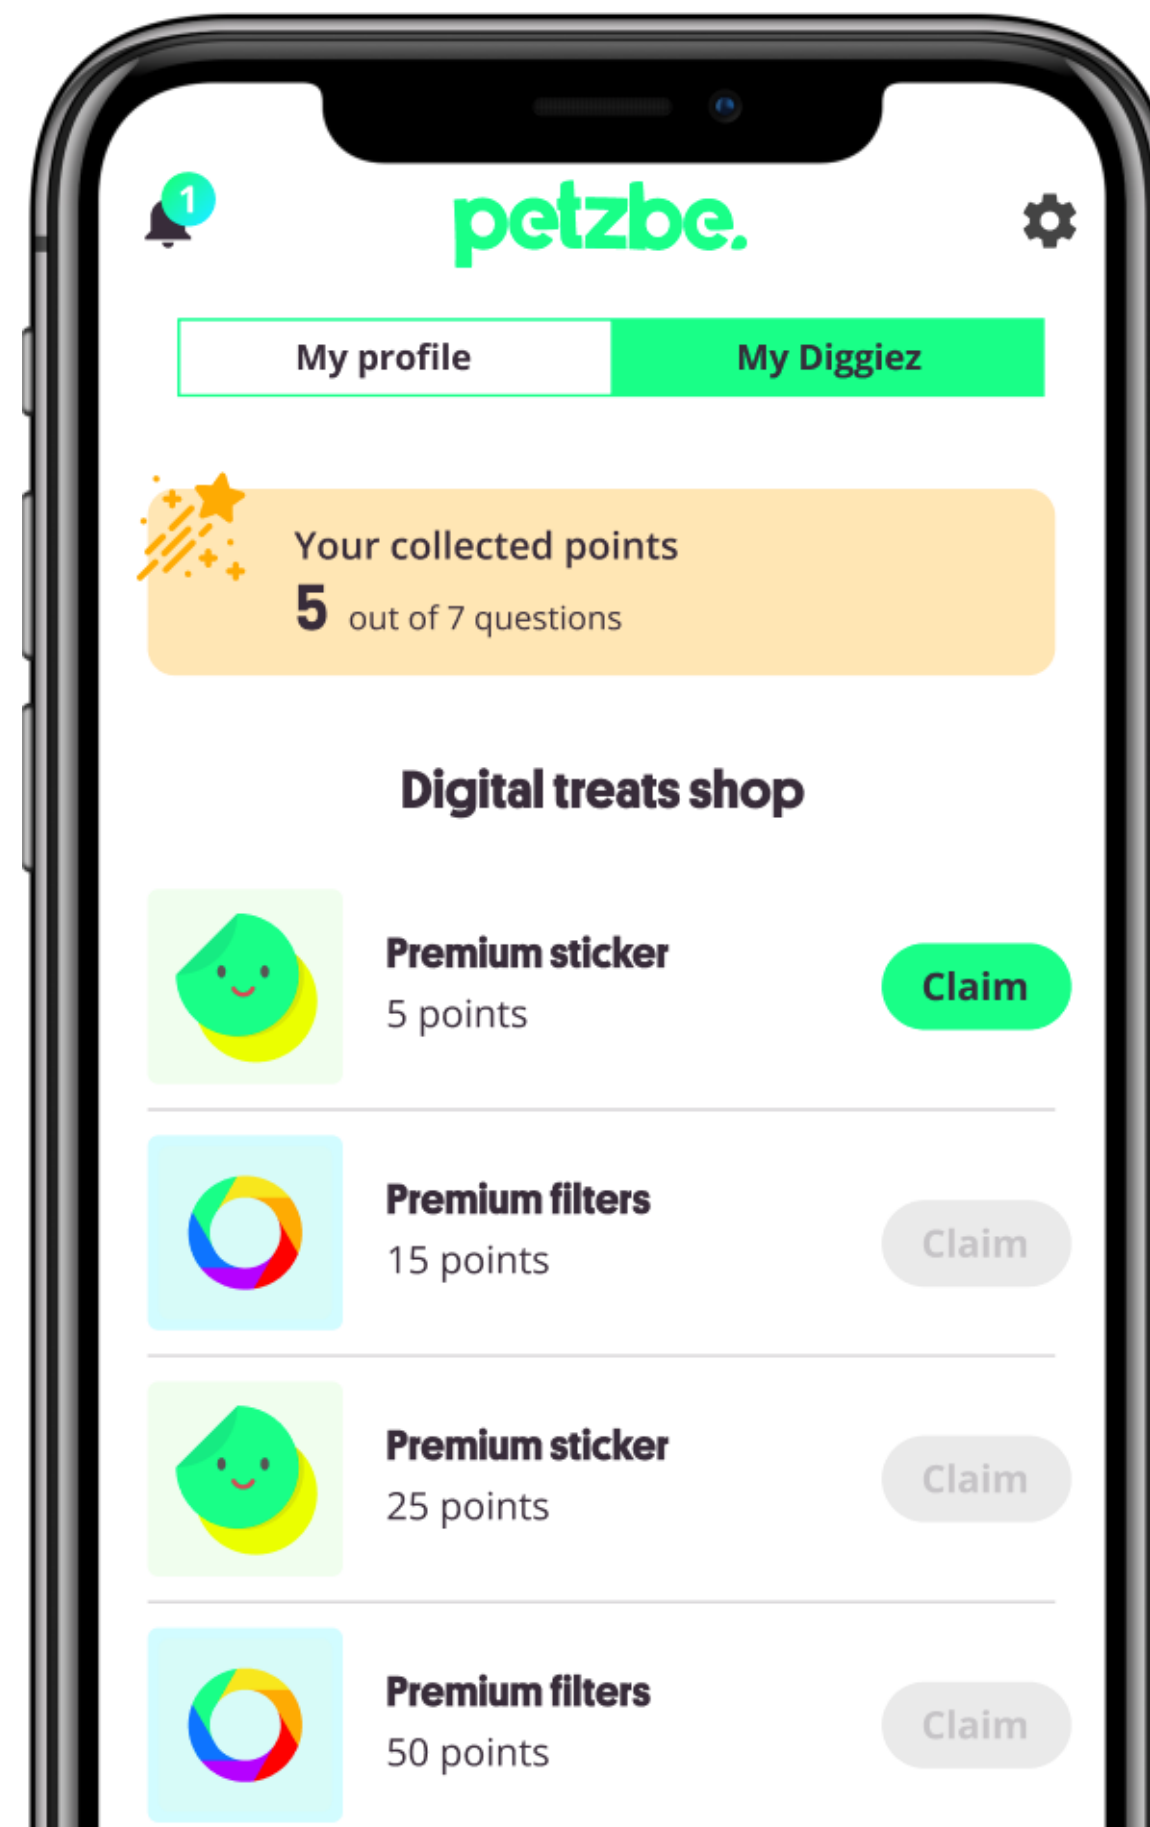 1
petzbe.
My profile
My Diggiez
Your collected points
5 out of 7 questions
Digital treats shop
Premium sticker
5 points
Claim
Premium filters
15 points
Claim
Premium sticker
25 points
Claim
Premium filters
50 points
Claim